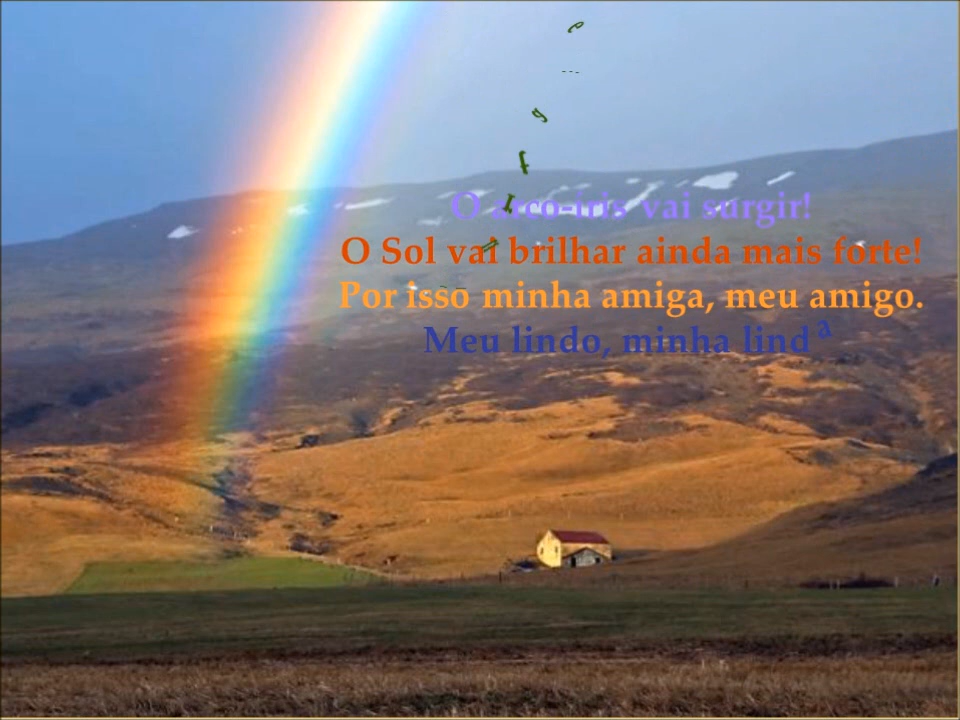 O arco-íris vai surgir!
O Sol vai brilhar ainda mais forte!
Por isso minha amiga, meu amigo.
Meu lindo, minha linda